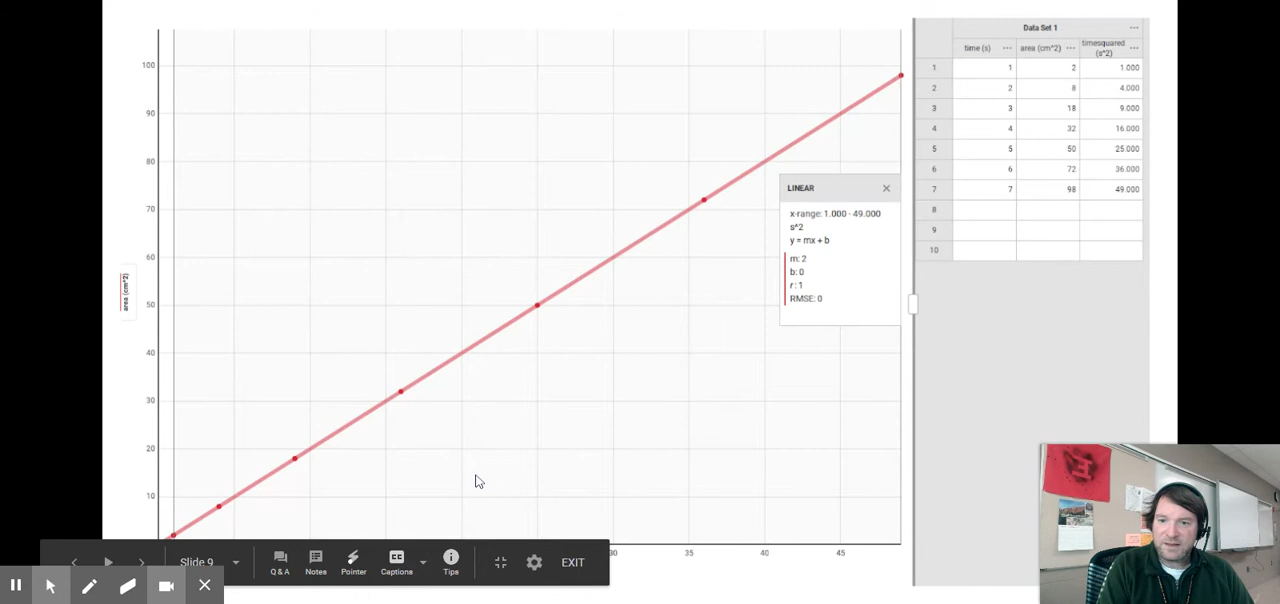 100
90
80
70
60
50
40
30
20
10
area (cm^2)
30 35 40 45
LINEAR
x-range: 1.000 - 49.000
s^2
y = mx + b
m: 2
b: 0
r: 1
RMSE: 0
Data Set 1
time (s) area (cm^2) timesquared (s^2)
1 1 2 1.000
2 2 8 4.000
3 3 18 9.000
4 4 32 16.000
5 5 50 25.000
6 6 72 36.000
7 7 98 49.000
8
9
10
Slide 9
Q & A Notes Pointer Captions Tips EXIT